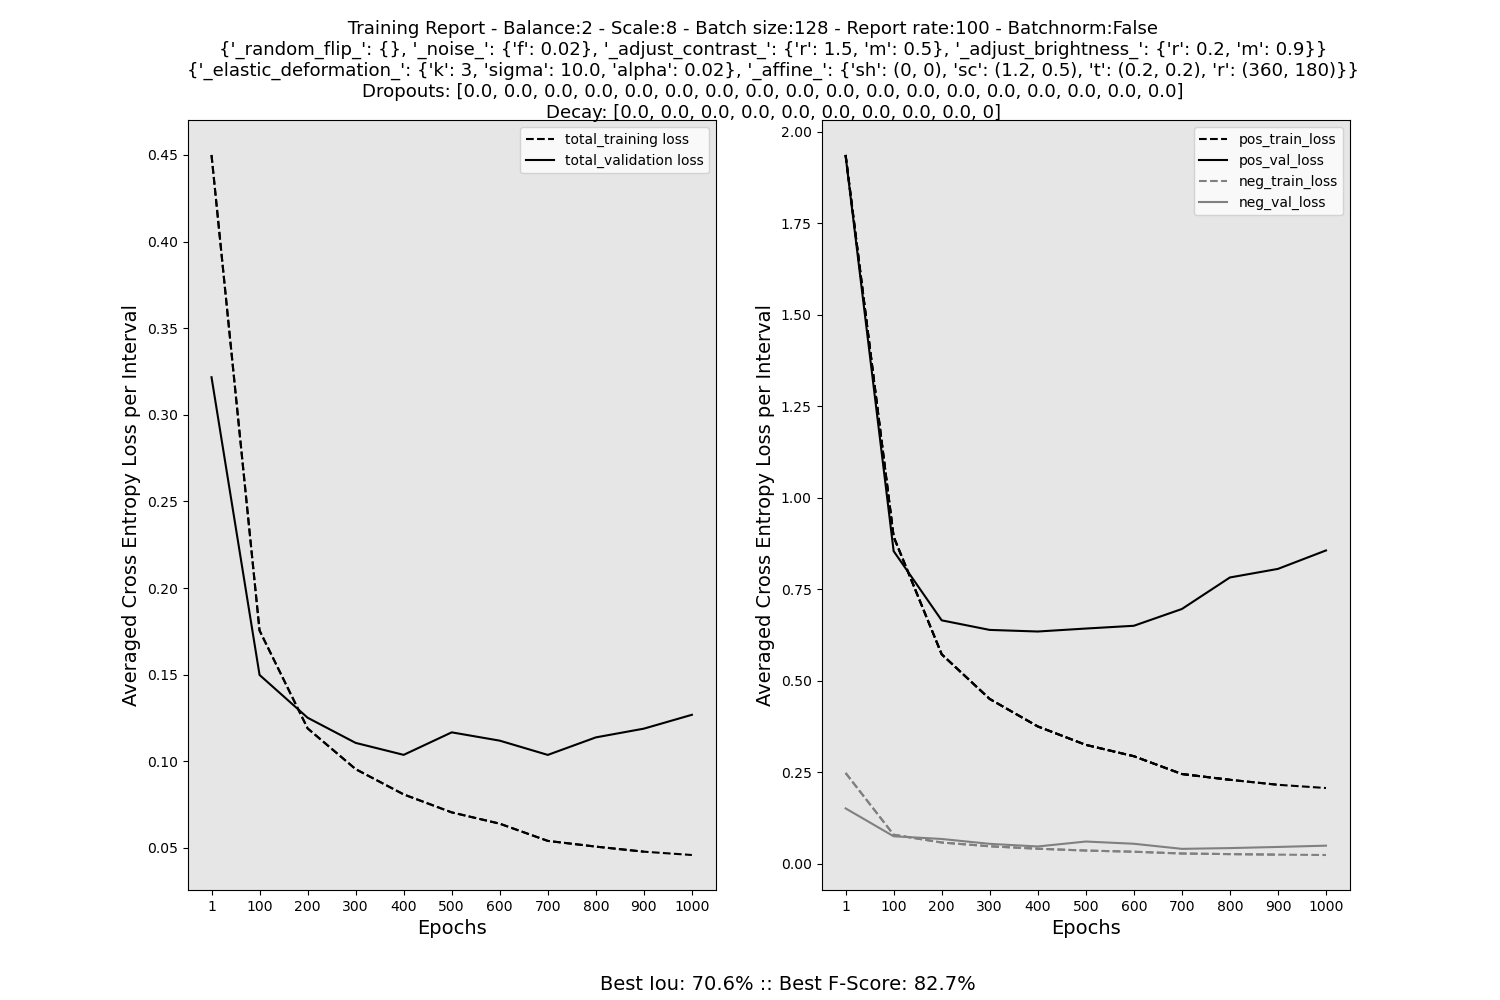 Training Report - Balance:2 - Scale:8 - Batch size:128 - Report rate:100 - Batchnorm:False
{'_random_flip_': {}, '_noise_': {'f': 0.02}, '_adjust_contrast_': {'r': 1.5, 'm': 0.5}, '_adjust_brightness_': {'r': 0.2, 'm': 0.9}}
{'_elastic_deformation_': {'k': 3, 'sigma': 10.0, 'alpha': 0.02}, '_affine_': {'sh': (0, 0), 'sc': (1.2, 0.5), 't': (0.2, 0.2), 'r': (360, 180)}}
Dropouts: [0.0, 0.0, 0.0, 0.0, 0.0, 0.0, 0.0, 0.0, 0.0, 0.0, 0.0, 0.0, 0.0, 0.0, 0.0, 0.0, 0.0, 0.0]
Decay: [0.0, 0.0, 0.0, 0.0, 0.0, 0.0, 0.0, 0.0, 0.0, 0]
Averaged Cross Entropy Loss per Interval
0.45
0.40
0.35
0.30
0.25
0.20
0.15
0.10
0.05
total_training loss
total_validation loss
1 100 200 300 400 500 600 700 800 900 1000
Epochs
Averaged Cross Entropy Loss per Interval
2.00
1.75
1.50
1.25
1.00
0.75
0.50
0.25
0.00
pos_train_loss
pos_val_loss
neg_train_loss
neg_val_loss
1 100 200 300 400 500 600 700 800 900 1000
Epochs
Best Iou: 70.6% :: Best F-Score: 82.7%